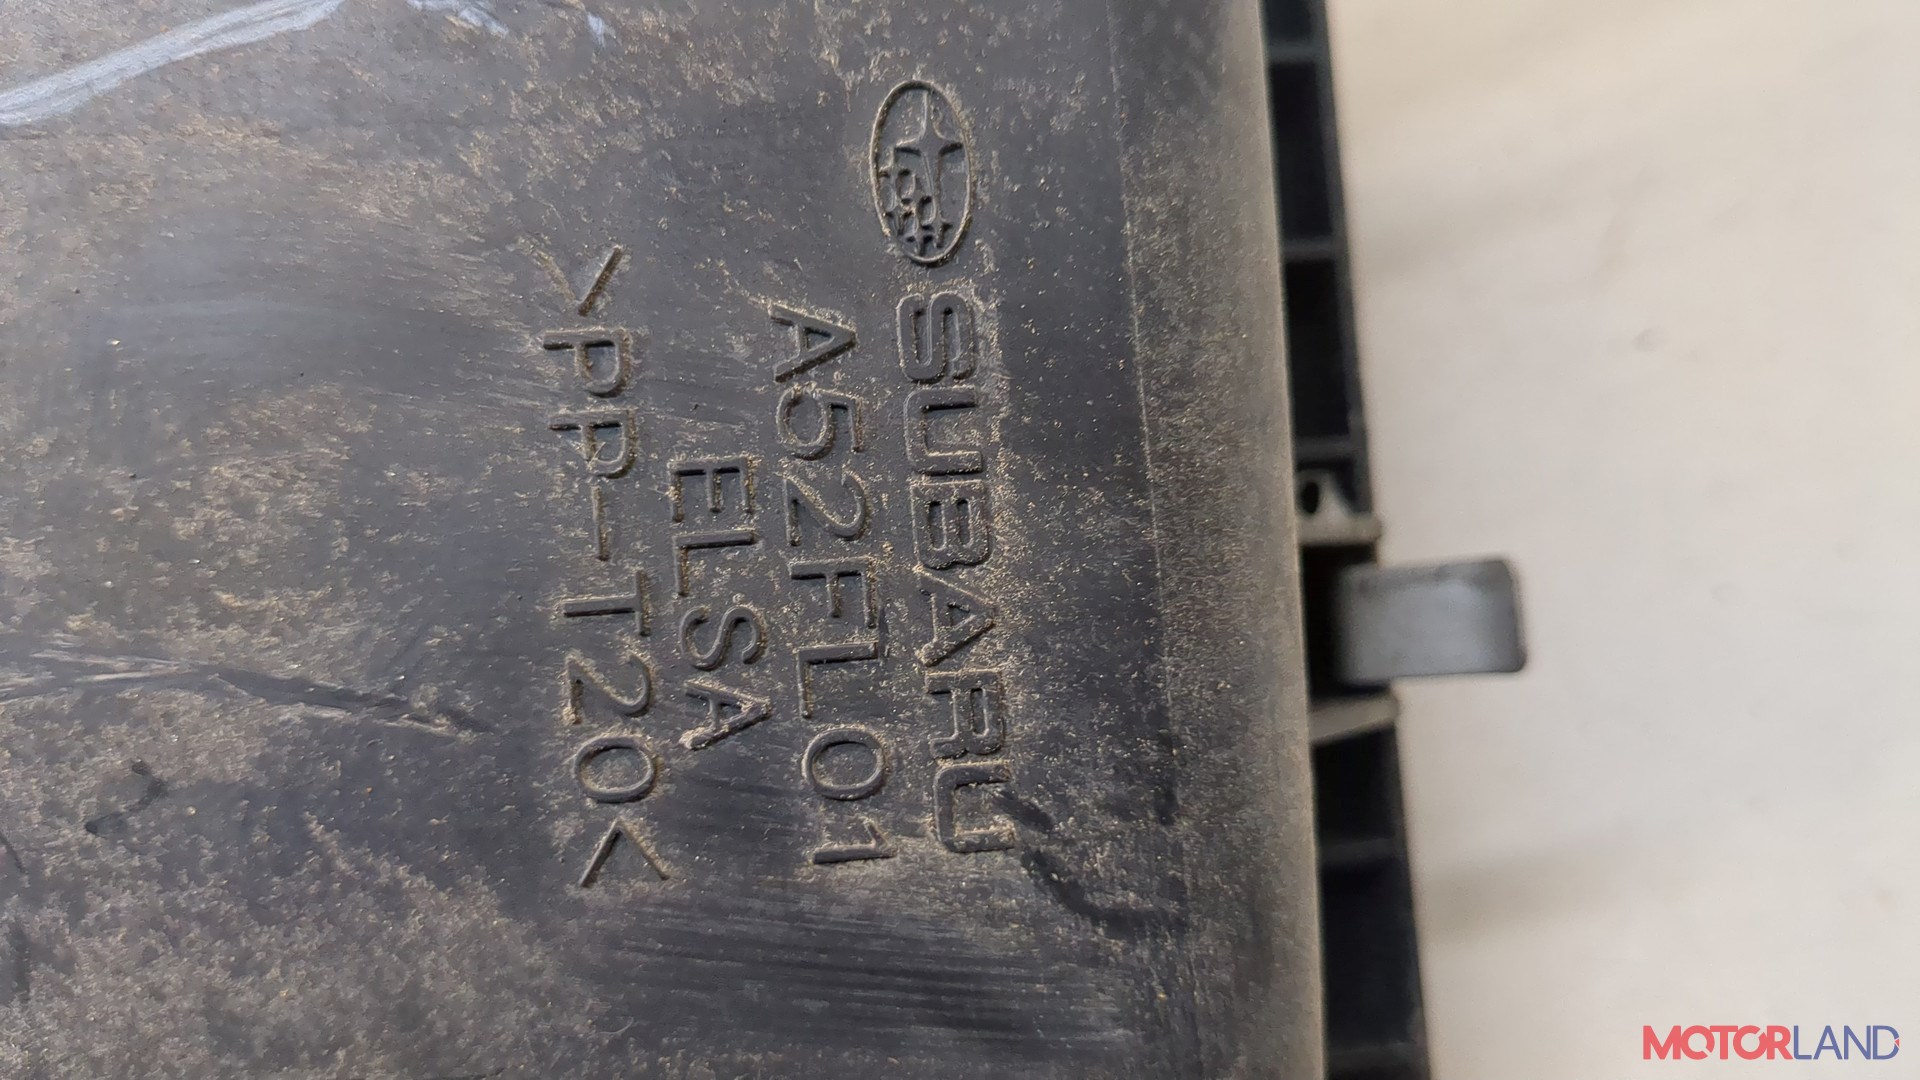 SUBARU
A52FL01
ELSA
>PP-T20<
MOTORLAND